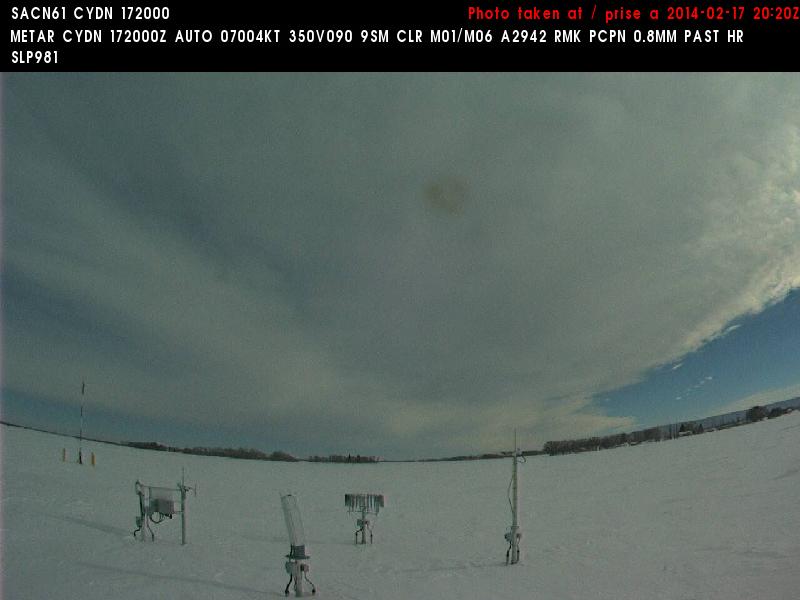 SACN61 CYDN 172000 Photo taken at / prise a 2014-02-17 20:20Z
METAR CYDN 172000Z AUTO 07004KT 350V090 9SM CLR M01/M06 A2942 RMK PCPN 0.8MM PAST HR
SLP981